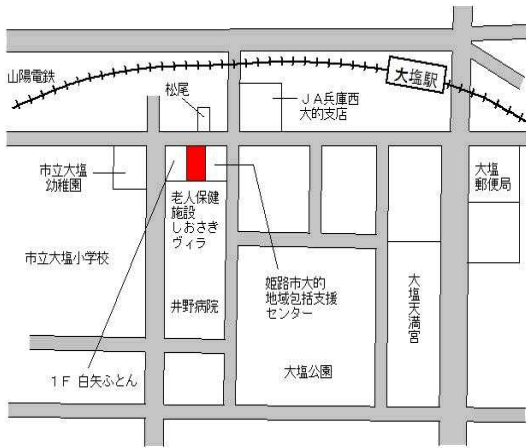 山陽電鉄
松尾
JA兵庫西
大的支店
大塩駅
市立大塩
幼稚園
大塩
郵便局
老人保健
施設
しおさき
ヴィラ
市立大塩小学校
姫路市大的
地域包括支援
センター
井野病院
大塩天満宮
1F 白矢ふとん
大塩公園